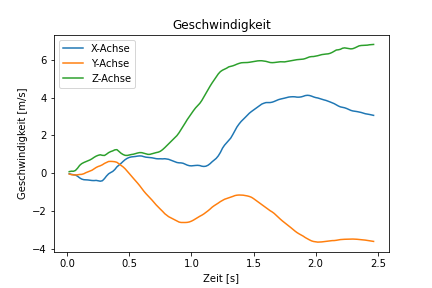 Geschwindigkeit
X-Achse
Y-Achse
Z-Achse
Geschwindigkeit [m/s]
6
4
2
0
−2
−4
0.0 0.5 1.0 1.5 2.0 2.5
Zeit [s]